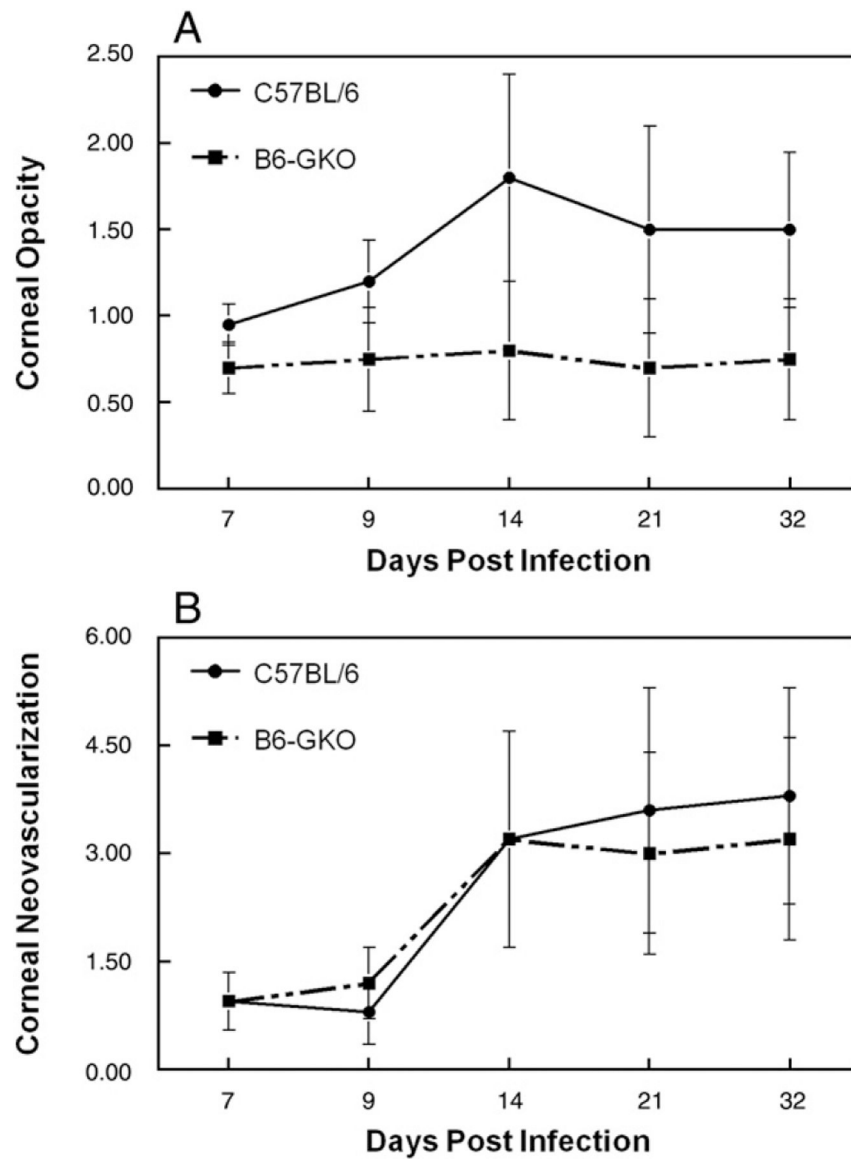 A
2.50
2.00
1.50
1.00
0.50
0.00
Corneal Opacity
C57BL/6
B6-GKO
7 9 14 21 32
Days Post Infection
B
6.00
4.50
3.00
1.50
0.00
Corneal Neovascularization
C57BL/6
B6-GKO
7 9 14 21 32
Days Post Infection